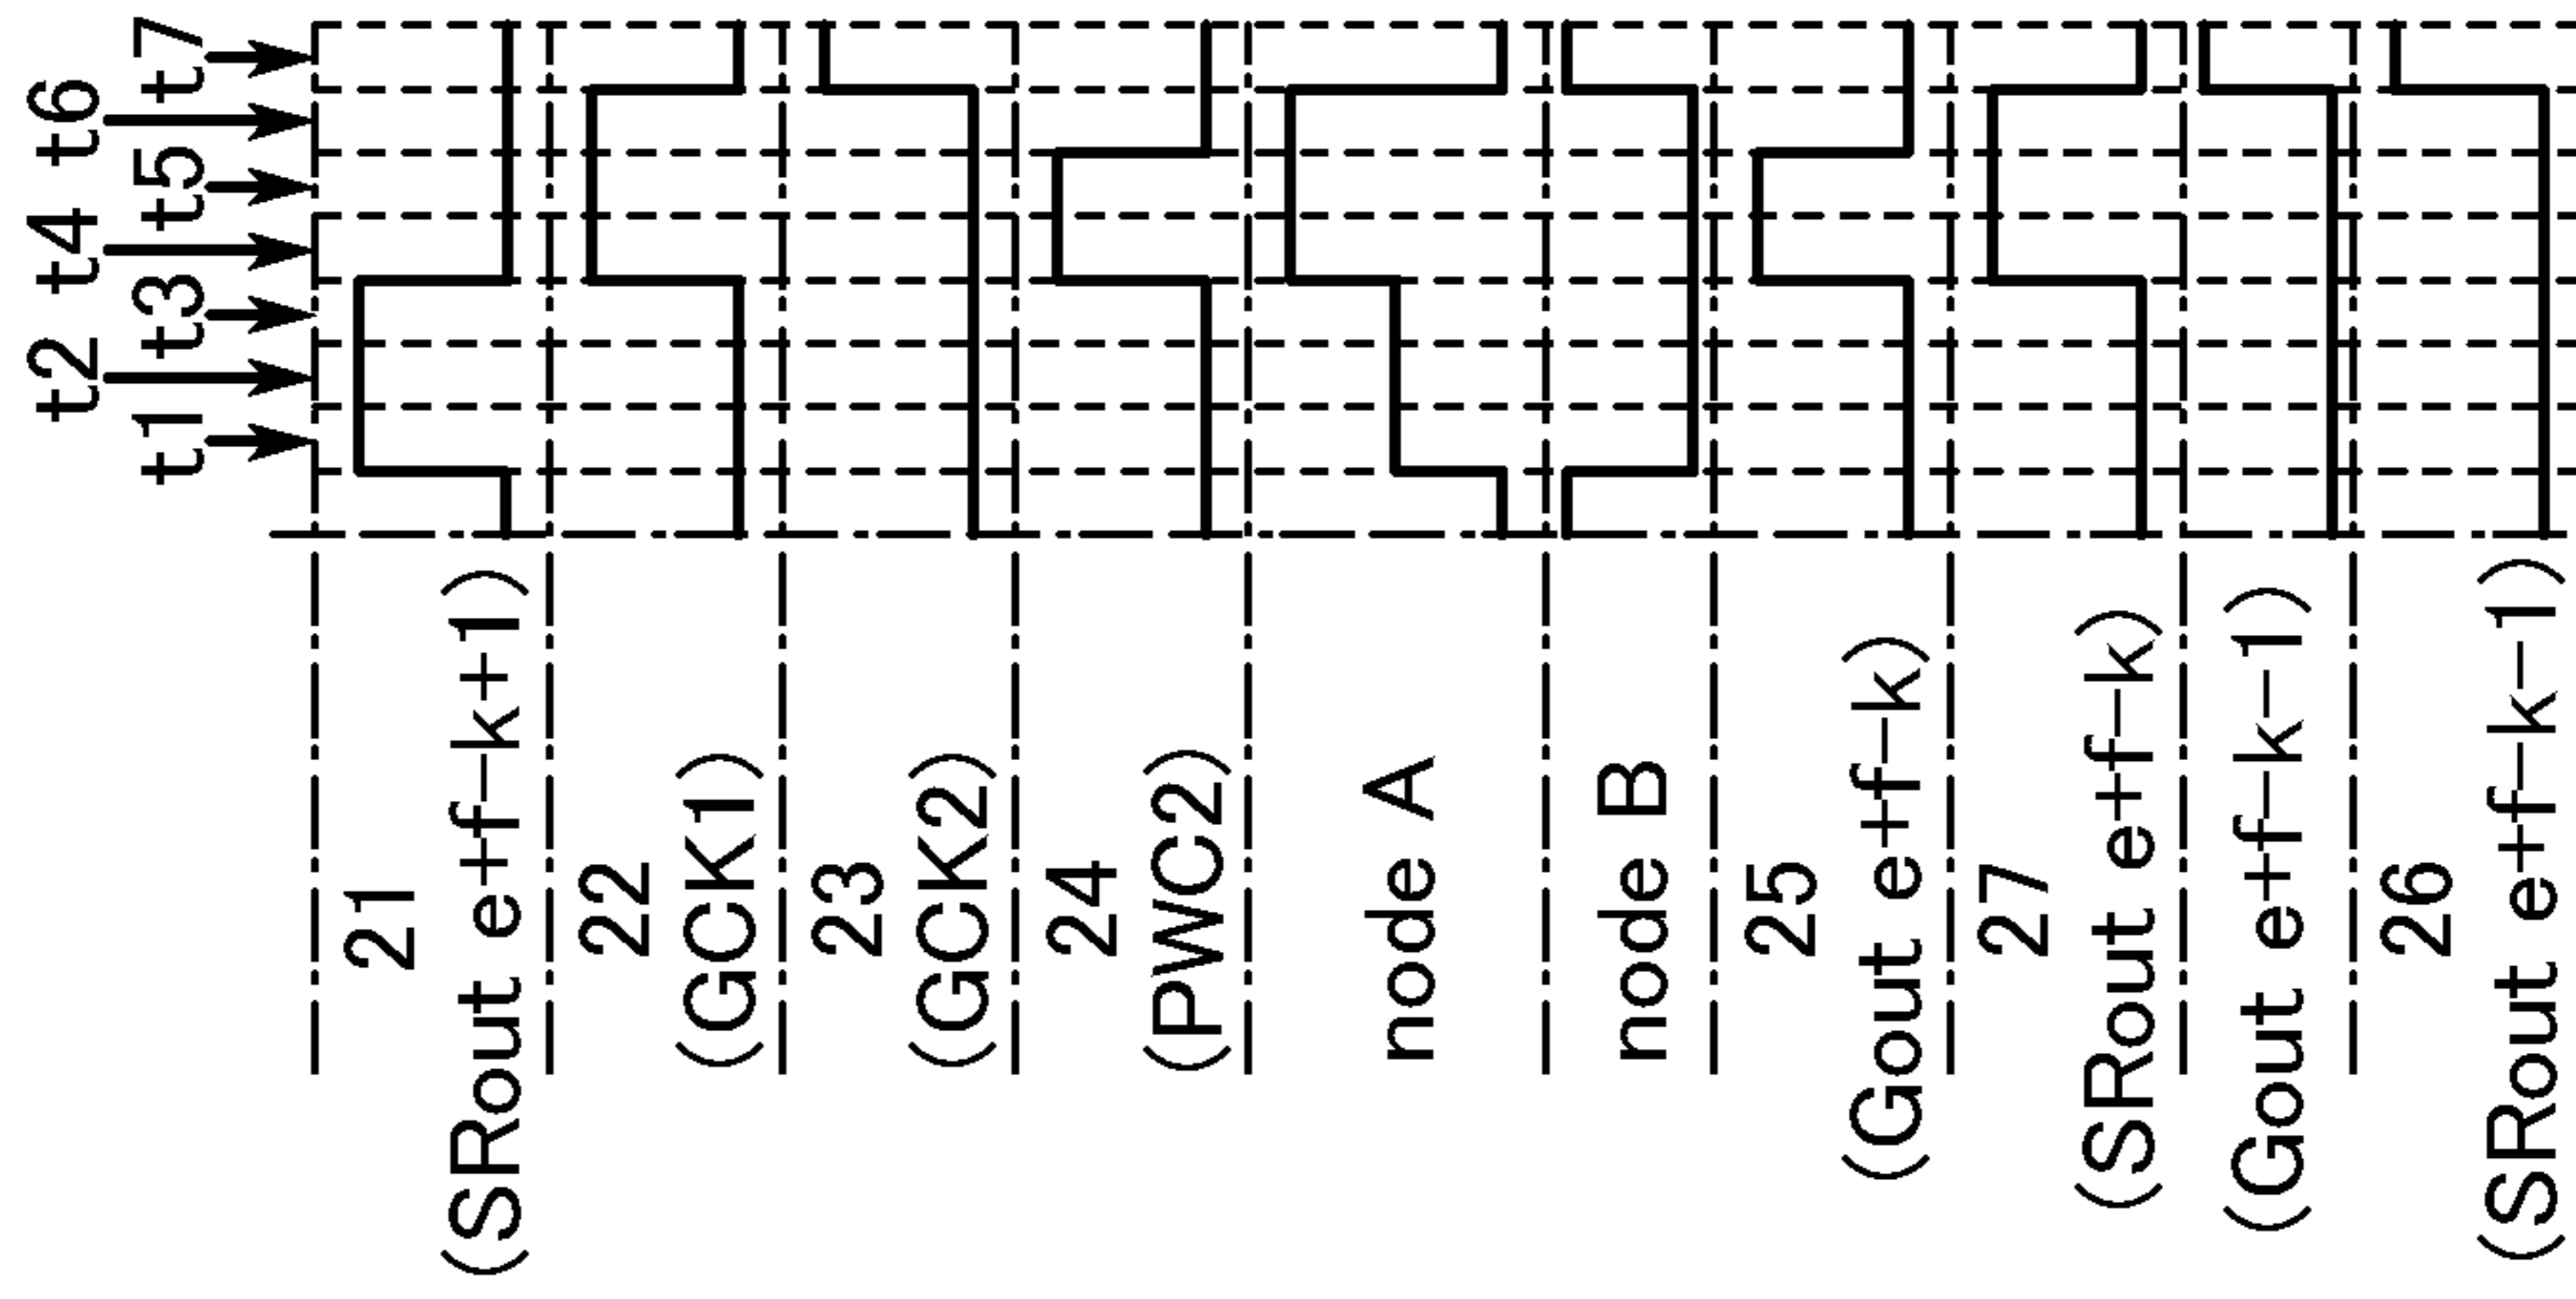 t1 t2 t3 t4 t5 t6 t7
21
(SRout e+f-k+1)
22
(GCK1)
23
(GCK2)
24
(PWC2)
node A
node B
25
(Gout e+f-k)
27
(SRout e+f-k)
(Gout e+f-k-1)
26
(SRout e+f-k-1)